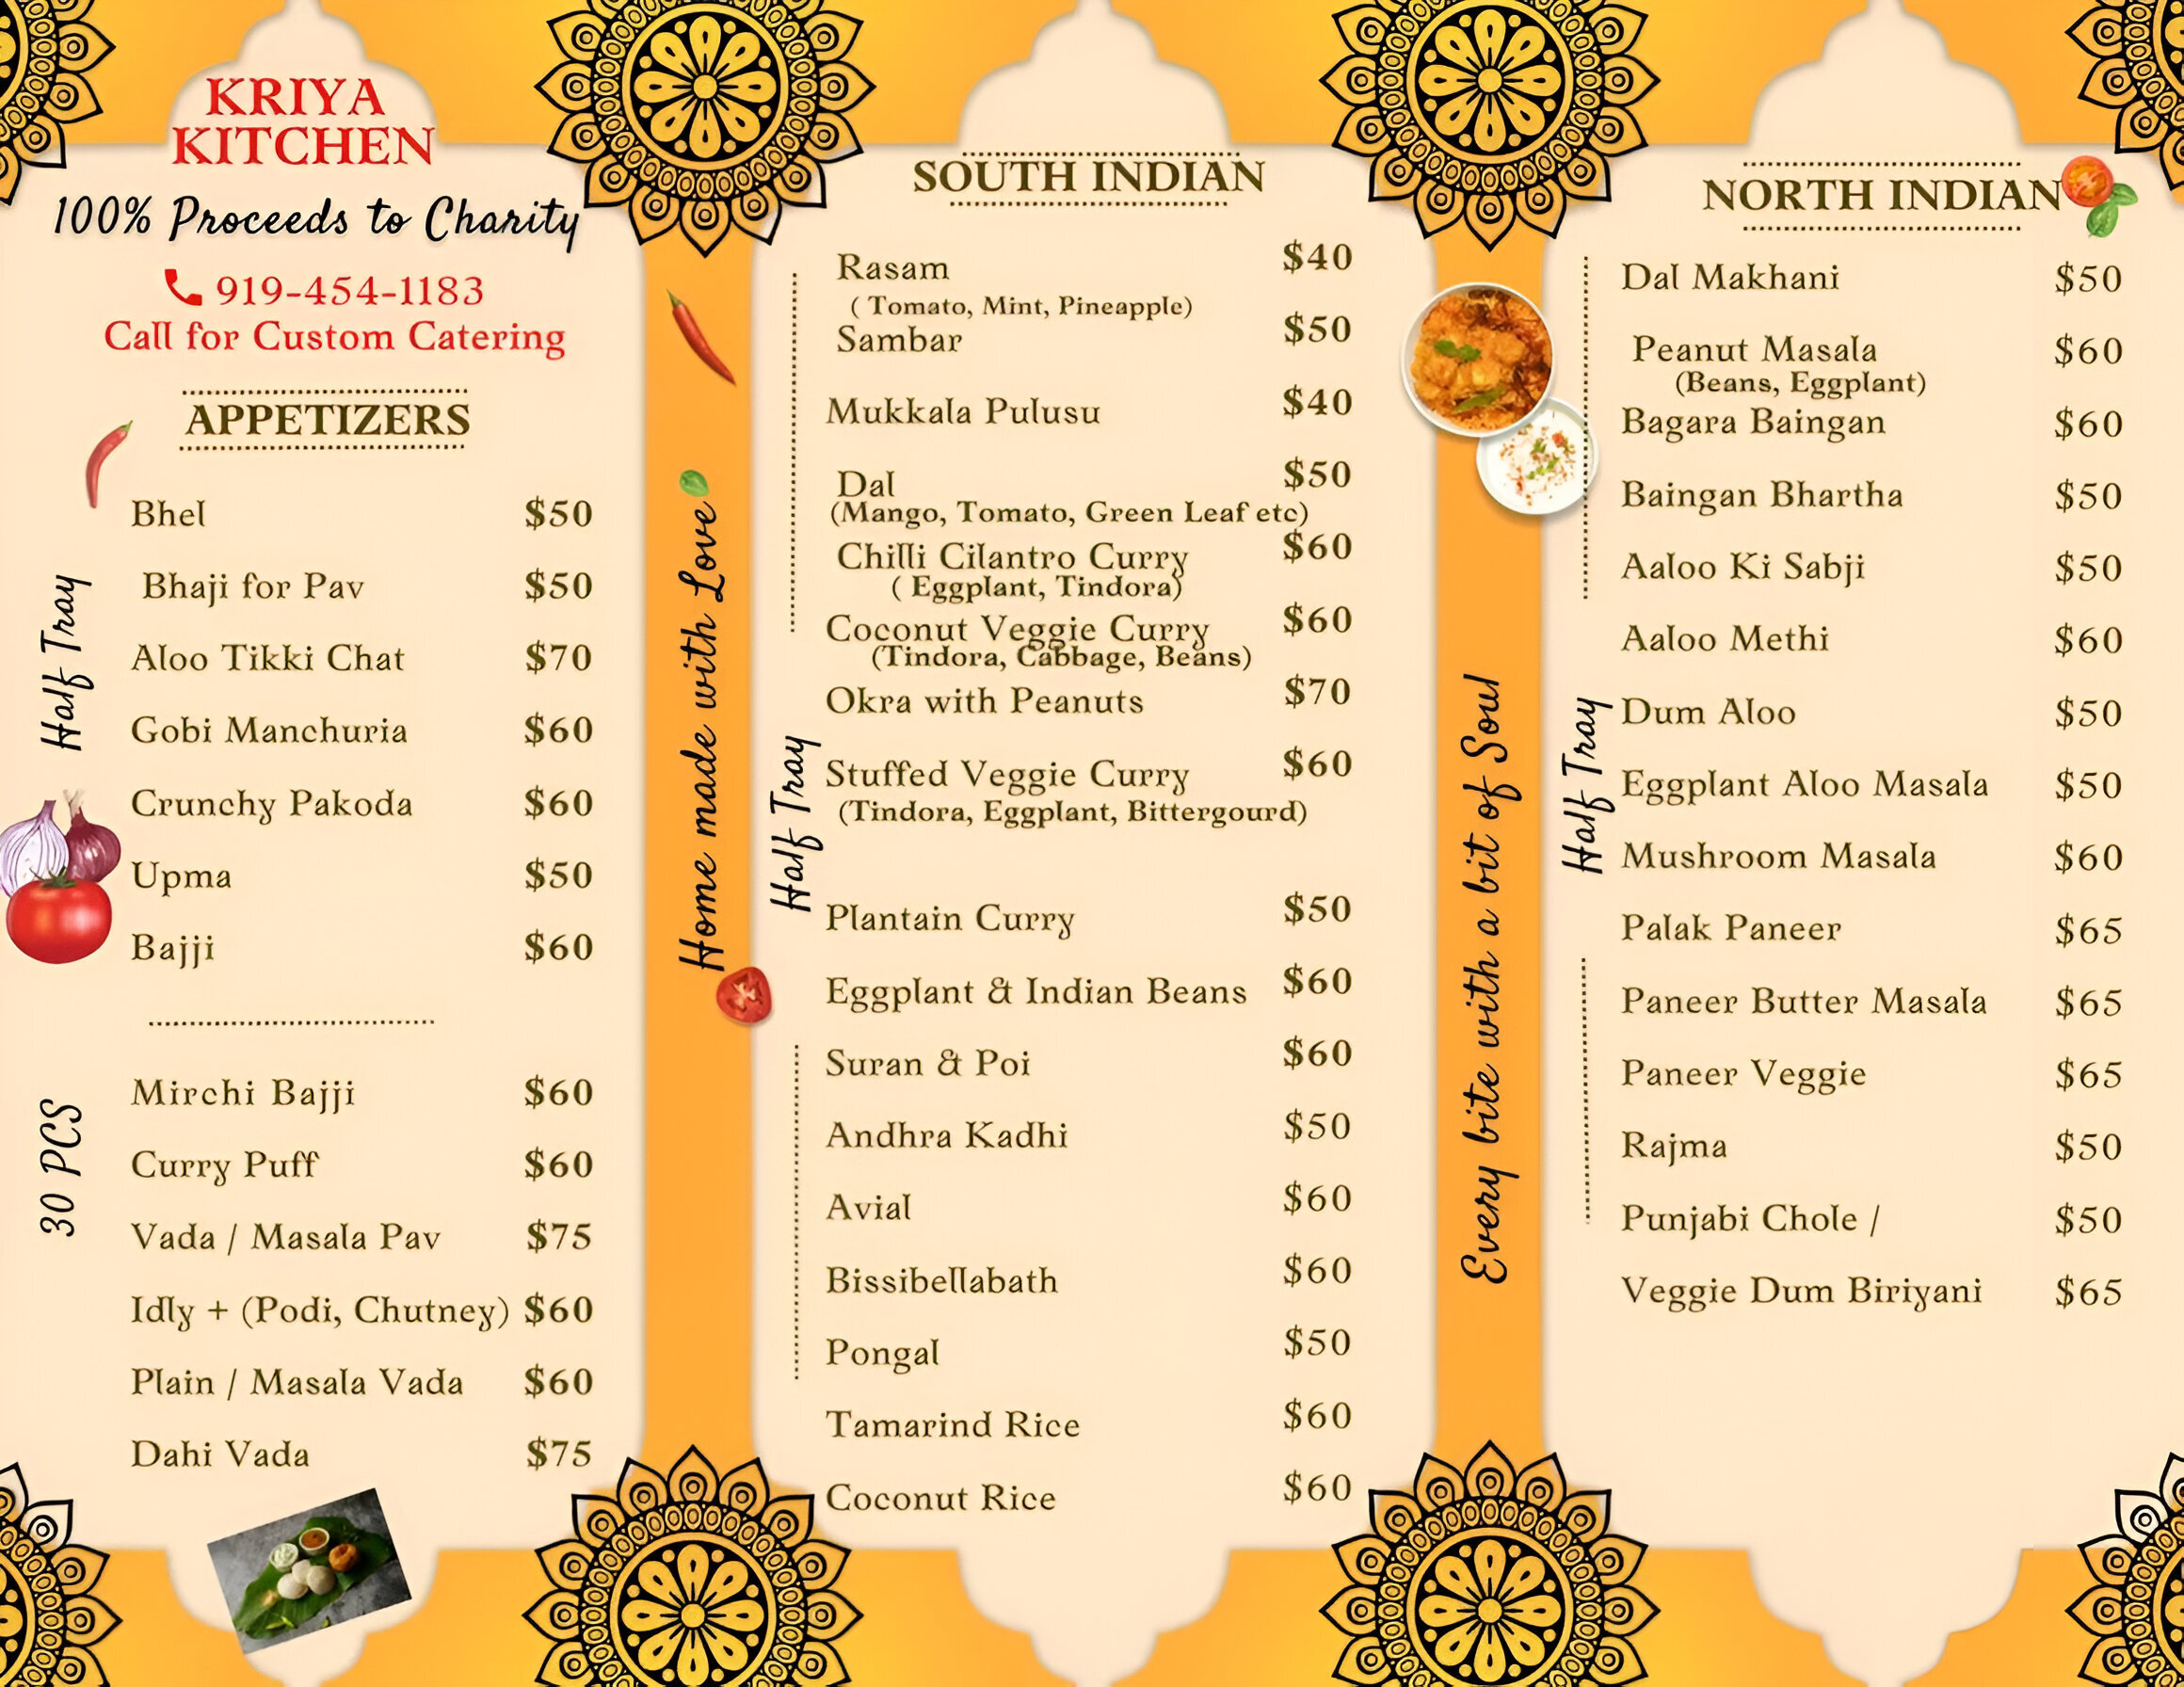 KRIYA
KITCHEN
100% Proceeds to Charity
919-454-1183
Call for Custom Catering
APPETIZERS
Half Tray
Bhel $50
Bhaji for Pav $50
Aloo Tikki Chat $70
Gobi Manchuria $60
Crunchy Pakoda $60
Upma $50
Bajji $60
30 PCS
Mirchi Bajji $60
Curry Puff $60
Vada / Masala Pav $75
Idly + (Podi, Chutney) $60
Plain / Masala Vada $60
Dahi Vada $75
Home made with Love
SOUTH INDIAN
Half Tray
Rasam $40
( Tomato, Mint, Pineapple)
Sambar $50
Mukkala Pulusu $40
Dal $50
(Mango, Tomato, Green Leaf etc)
Chilli Cilantro Curry $60
( Eggplant, Tindora)
Coconut Veggie Curry $60
(Tindora, Cabbage, Beans)
Okra with Peanuts $70
Stuffed Veggie Curry $60
(Tindora, Eggplant, Bittergourd)
Plantain Curry $50
Eggplant & Indian Beans $60
Suran & Poi $60
Andhra Kadhi $50
Avial $60
Bissibellabath $60
Pongal $50
Tamarind Rice $60
Coconut Rice $60
Every bite with a bit of Soul
NORTH INDIAN
Half Tray
Dal Makhani $50
Peanut Masala $60
(Beans, Eggplant)
Bagara Baingan $60
Baingan Bhartha $50
Aaloo Ki Sabji $50
Aaloo Methi $60
Dum Aloo $50
Eggplant Aloo Masala $50
Mushroom Masala $60
Palak Paneer $65
Paneer Butter Masala $65
Paneer Veggie $65
Rajma $50
Punjabi Chole / $50
Veggie Dum Biriyani $65